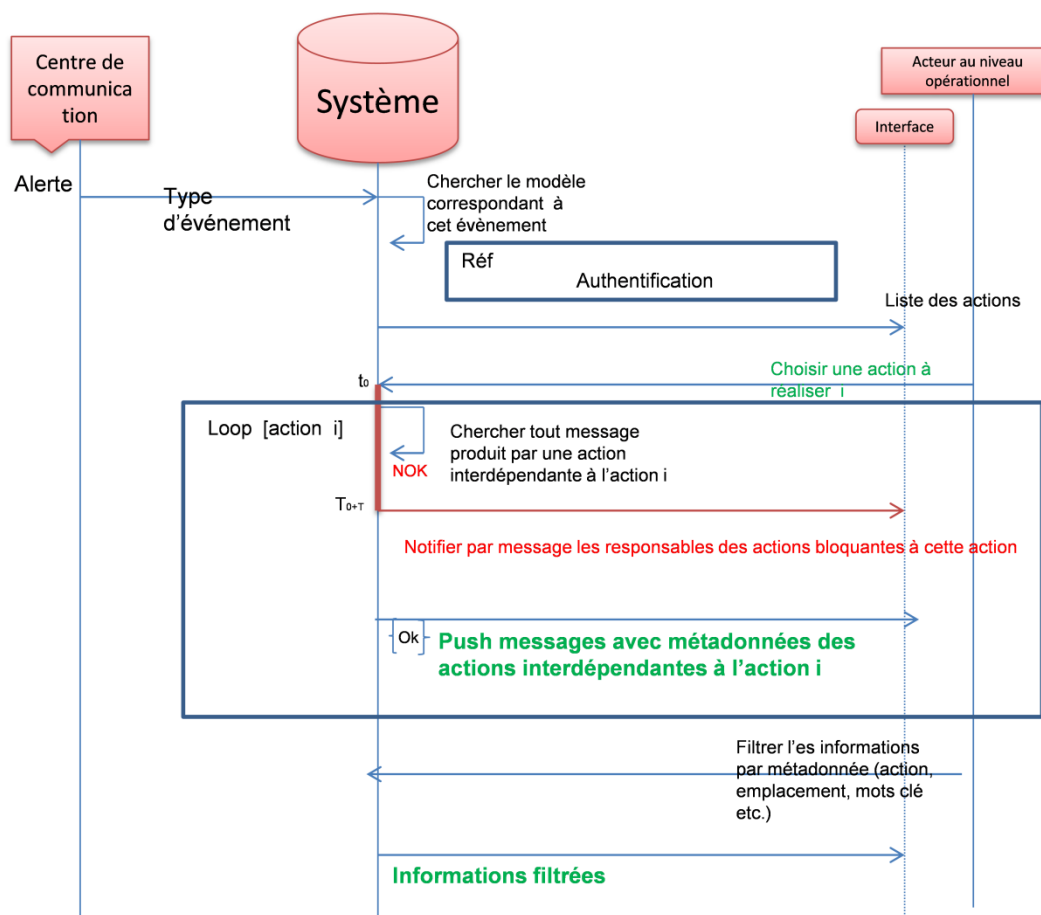 Centre de
communica
tion
Système
Acteur au niveau
opérationnel
Interface
Alerte
Type
d'événement
Chercher le modèle
correspondant à
cet évènement
Réf
Authentification
Liste des actions
Choisir une action à
réaliser i
t₀
Loop [action i]
Chercher tout message
produit par une action
interdépendante à l'action i
NOK
T₀₊T
Notifier par message les responsables des actions bloquantes à cette action
Ok
Push messages avec métadonnées des
actions interdépendantes à l'action i
Filtrer l'es informations
par métadonnée (action,
emplacement, mots clé
etc.)
Informations filtrées